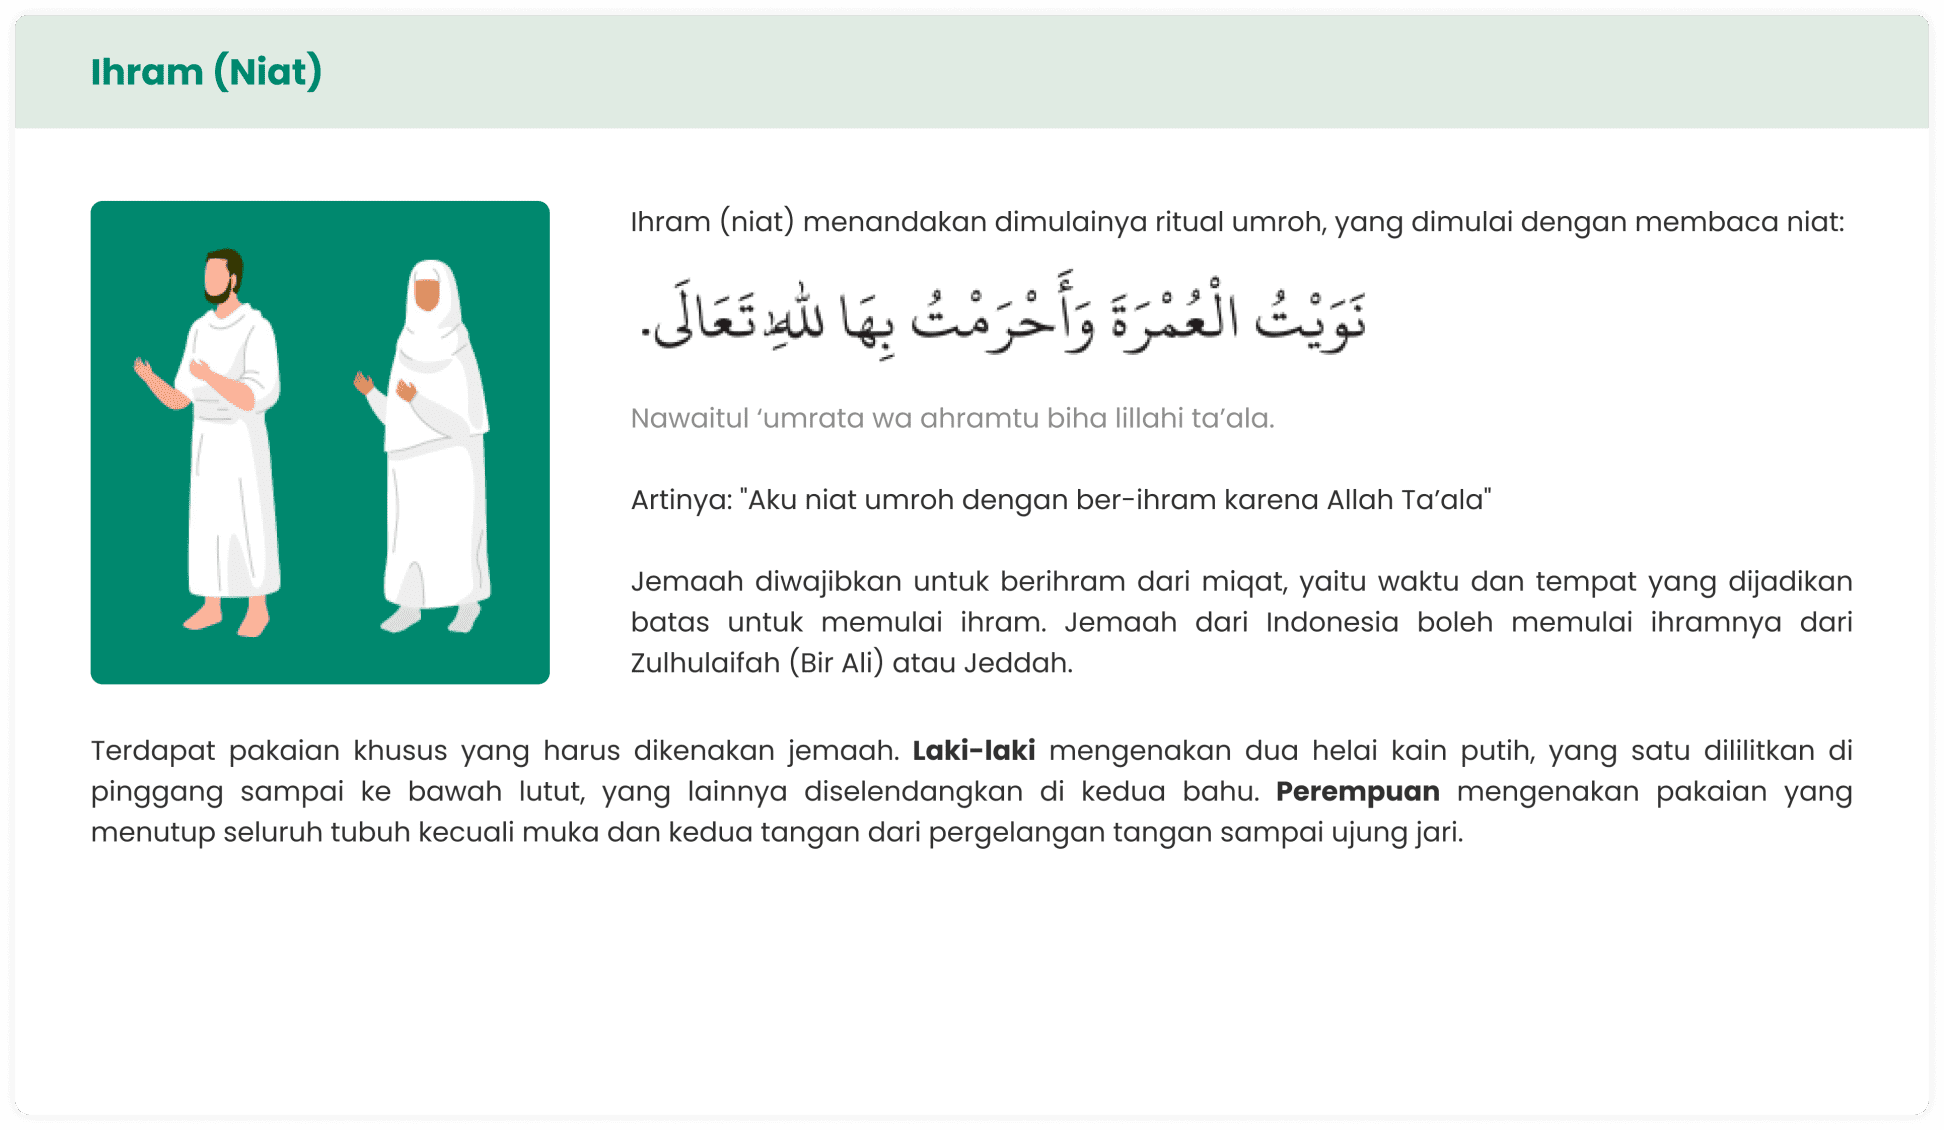 Ihram (Niat)
Ihram (niat) menandakan dimulainya ritual umroh, yang dimulai dengan membaca niat:
نَوَيْتُ الْعُمْرَةَ وَأَحْرَمْتُ بِهَا لِلّٰهِ تَعَالَى.
Nawaitul ‘umrata wa ahramtu biha lillahi ta’ala.
Artinya: "Aku niat umroh dengan ber-ihram karena Allah Ta’ala"
Jemaah diwajibkan untuk berihram dari miqat, yaitu waktu dan tempat yang dijadikan
batas untuk memulai ihram. Jemaah dari Indonesia boleh memulai ihramnya dari
Zulhulaifah (Bir Ali) atau Jeddah.
Terdapat pakaian khusus yang harus dikenakan jemaah. Laki-laki mengenakan dua helai kain putih, yang satu dililitkan di
pinggang sampai ke bawah lutut, yang lainnya diselendangkan di kedua bahu. Perempuan mengenakan pakaian yang
menutup seluruh tubuh kecuali muka dan kedua tangan dari pergelangan tangan sampai ujung jari.